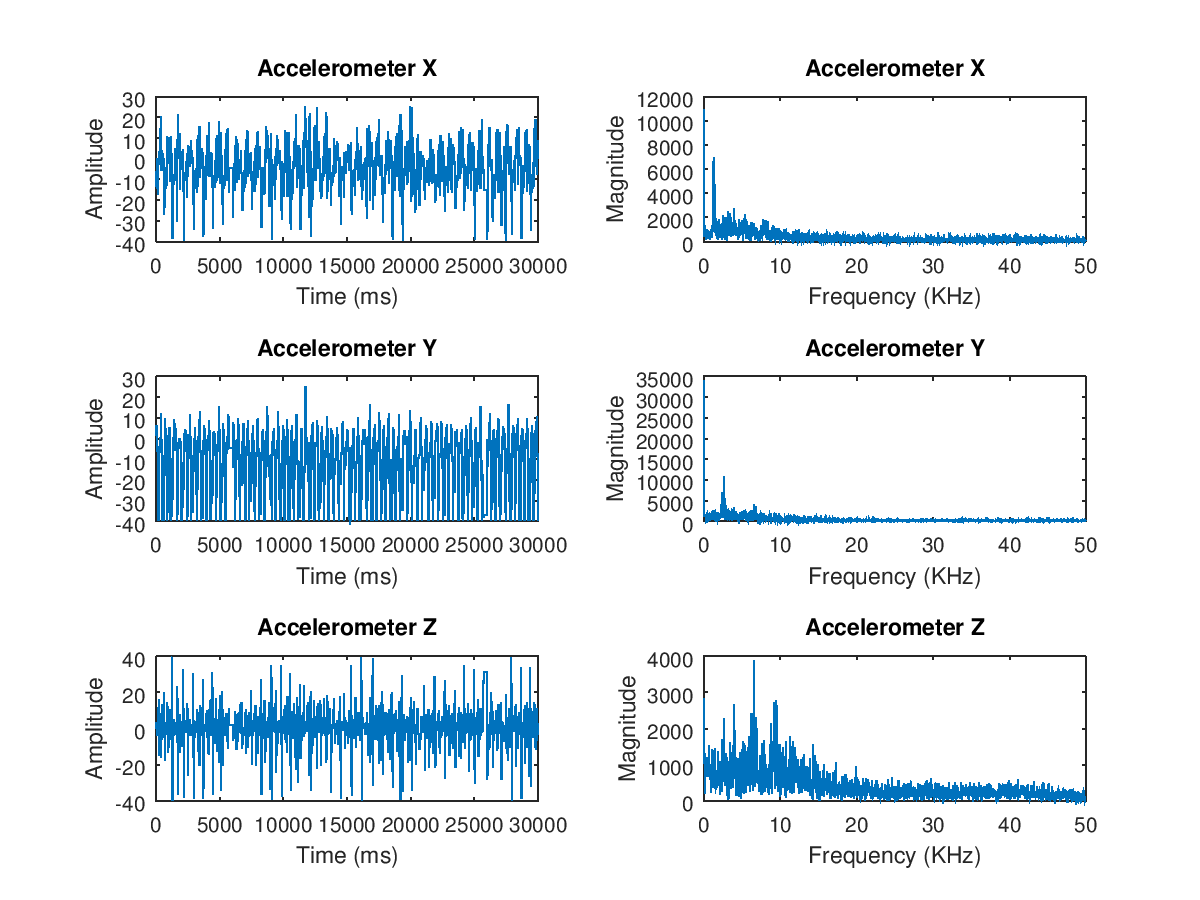 Accelerometer X
Amplitude
30
20
10
0
-10
-20
-30
-40
0 5000 10000 15000 20000 25000 30000
Time (ms)
Accelerometer X
Magnitude
12000
10000
8000
6000
4000
2000
0
0 10 20 30 40 50
Frequency (KHz)
Accelerometer Y
Amplitude
30
20
10
0
-10
-20
-30
-40
0 5000 10000 15000 20000 25000 30000
Time (ms)
Accelerometer Y
Magnitude
35000
30000
25000
20000
15000
10000
5000
0
0 10 20 30 40 50
Frequency (KHz)
Accelerometer Z
Amplitude
40
20
0
-20
-40
0 5000 10000 15000 20000 25000 30000
Time (ms)
Accelerometer Z
Magnitude
4000
3000
2000
1000
0
0 10 20 30 40 50
Frequency (KHz)